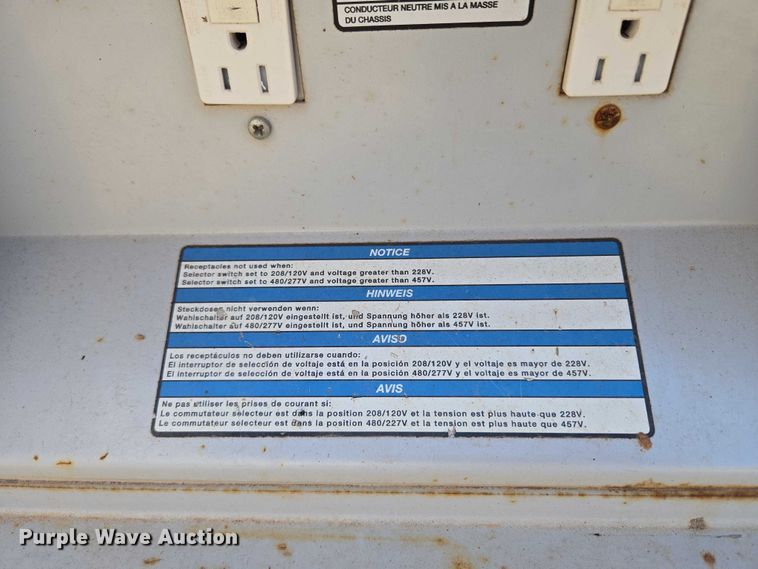 CONDUCTEUR NEUTRE MIS A LA MASSE
DU CHASSIS
NOTICE
Receptacles not used when:
Selector switch set to 208/120V and voltage greater than 228V.
Selector switch set to 480/277V and voltage greater than 457V.
HINWEIS
Steckdosen nicht verwenden wenn:
Wahlschalter auf 208/120V eingestellt ist, und Spannung höher als 228V ist.
Wahlschalter auf 480/277V eingestellt ist, und Spannung höher als 457V ist.
AVISO
Los receptáculos no deben utilizarse cuando:
El interruptor de selección de voltaje está en la posición 208/120V y el voltaje es mayor de 228V.
El interruptor de selección de voltaje está en la posición 480/277V y el voltaje es mayor de 457V.
AVIS
Ne pas utiliser les prises de courant si:
Le commutateur sélecteur est dans la position 208/120V et la tension est plus haute que 228V.
Le commutateur sélecteur est dans la position 480/227V et la tension est plus haute que 457V.
Purple Wave Auction